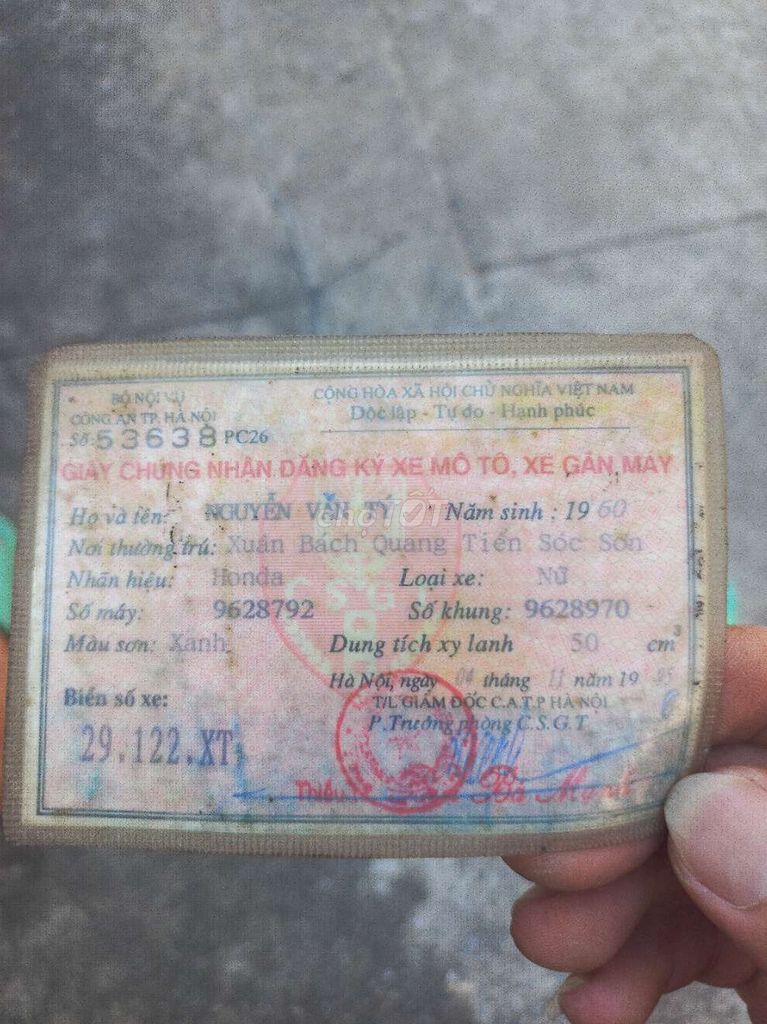 BỘ NỘI VỤ
CÔNG AN TP. HÀ NỘI
Số: 53638 PC26
CỘNG HÒA XÃ HỘI CHỦ NGHĨA VIỆT NAM
Độc lập - Tự do - Hạnh phúc
GIẤY CHỨNG NHẬN ĐĂNG KÝ XE MÔ TÔ, XE GẮN MÁY
Họ và tên: NGUYỄN VĂN TÝ Năm sinh : 1960
Nơi thường trú: Xuân Bách Quang Tiến Sóc Sơn
Nhãn hiệu: Honda Loại xe: Nữ
Số máy: 9628792 Số khung: 9628970
Màu sơn: Xanh Dung tích xy lanh 50 cm³
Hà Nội, ngày 04 tháng 11 năm 19
T/L GIÁM ĐỐC C.A.T.P HÀ NỘI
P.Trưởng phòng C.S.G.T
Biển số xe:
29.122.XT
CSGT
chợTỐT